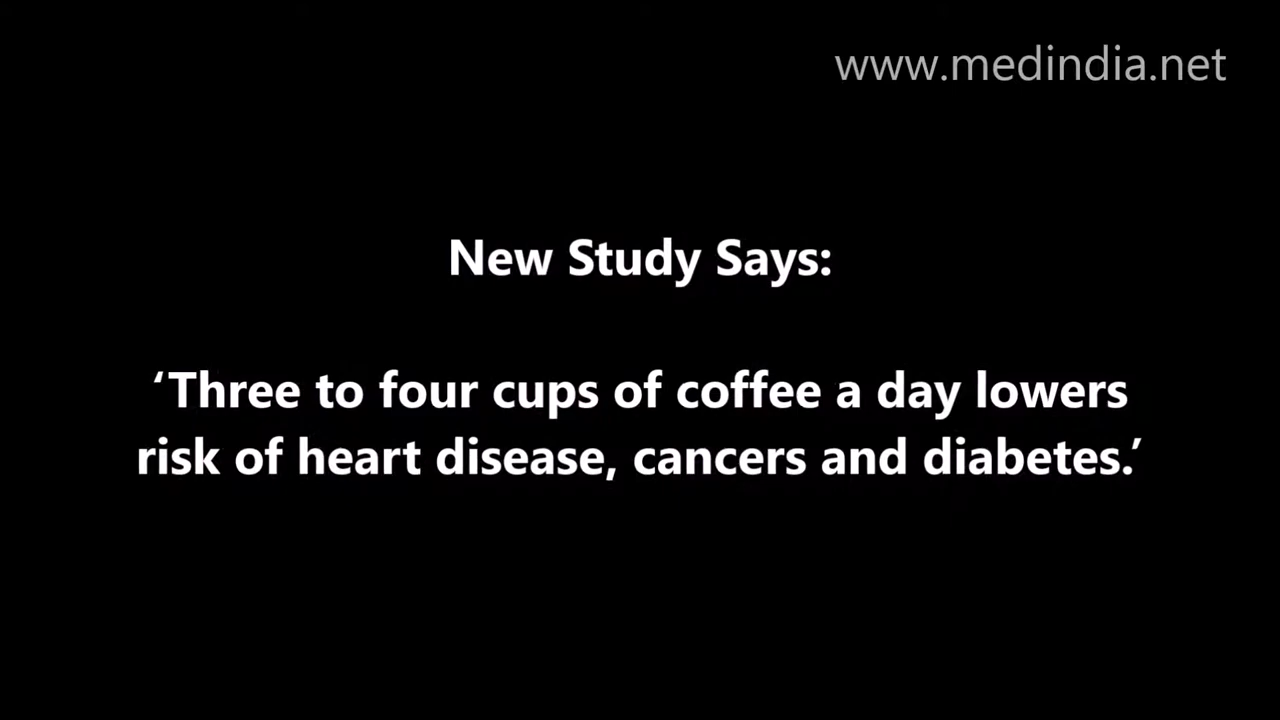 www.medindia.net
New Study Says:
‘Three to four cups of coffee a day lowers
risk of heart disease, cancers and diabetes.’